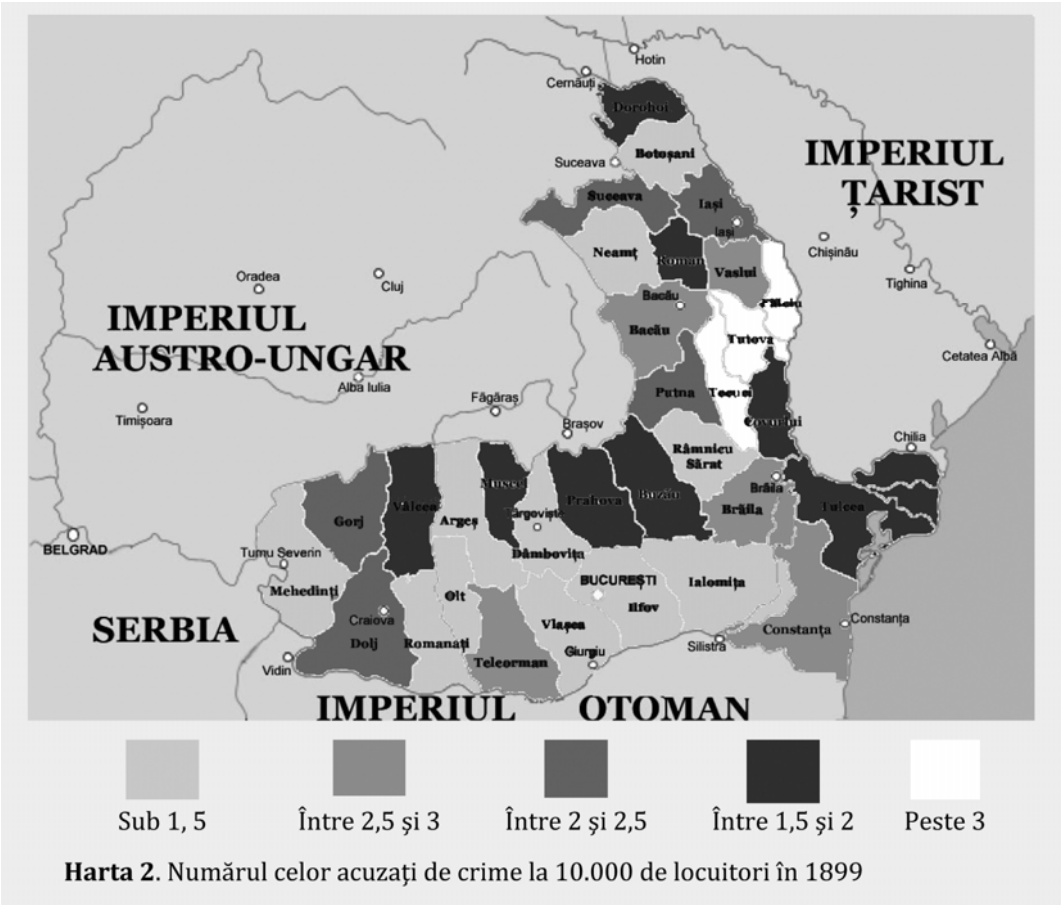 Hotin
Cernăuți
Dorohoi
Botoșani
Suceava
IMPERIUL
ȚARIST
Suceava
Iași
Iași
Chișinău
Neamț
Roman
Vaslui
Tighina
Oradea
Cluj
Bacău
Fălciu
IMPERIUL
AUSTRO-UNGAR
Bacău
Tutova
Cetatea Albă
Alba Iulia
Făgăraș
Putna
Tecuci
Timișoara
Brașov
Covurlui
Chilia
Râmnicu
Sărat
Muscel
Brăila
Vâlcea
Prahova
Buzău
Tulcea
Gorj
Argeș
Târgoviște
Brăila
BELGRAD
Turnu Severin
Dâmbovița
Mehedinți
BUCUREȘTI
Ialomița
Olt
Ilfov
SERBIA
Craiova
Vlașca
Constanța
Constanța
Dolj
Romanați
Silistra
Vidin
Teleorman
Giurgiu
IMPERIUL OTOMAN
Sub 1, 5
Între 2,5 și 3
Între 2 și 2,5
Între 1,5 și 2
Peste 3
Harta 2. Numărul celor acuzați de crime la 10.000 de locuitori în 1899